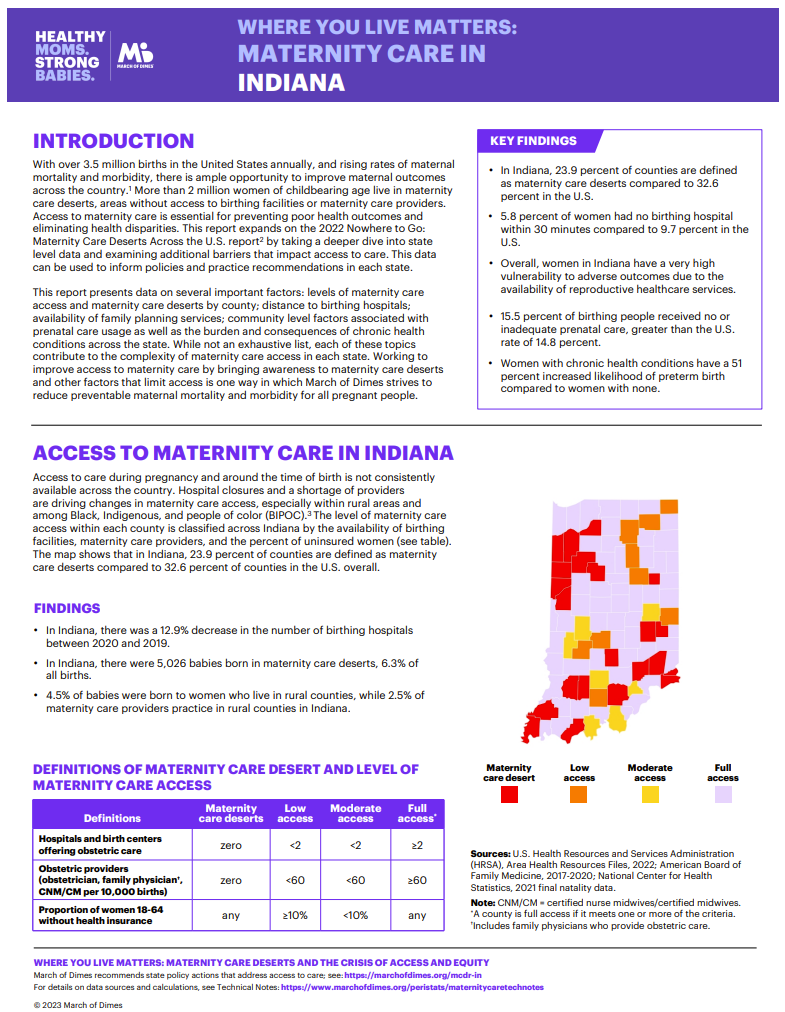 HEALTHY
MOMS.
STRONG
BABIES.
MARCH OF DIMES®
WHERE YOU LIVE MATTERS:
MATERNITY CARE IN
INDIANA
INTRODUCTION
With over 3.5 million births in the United States annually, and rising rates of maternal
mortality and morbidity, there is ample opportunity to improve maternal outcomes
across the country.¹ More than 2 million women of childbearing age live in maternity
care deserts, areas without access to birthing facilities or maternity care providers.
Access to maternity care is essential for preventing poor health outcomes and
eliminating health disparities. This report expands on the 2022 Nowhere to Go:
Maternity Care Deserts Across the U.S. report² by taking a deeper dive into state
level data and examining additional barriers that impact access to care. This data
can be used to inform policies and practice recommendations in each state.
This report presents data on several important factors: levels of maternity care
access and maternity care deserts by county; distance to birthing hospitals;
availability of family planning services; community level factors associated with
prenatal care usage as well as the burden and consequences of chronic health
conditions across the state. While not an exhaustive list, each of these topics
contribute to the complexity of maternity care access in each state. Working to
improve access to maternity care by bringing awareness to maternity care deserts
and other factors that limit access is one way in which March of Dimes strives to
reduce preventable maternal mortality and morbidity for all pregnant people.
KEY FINDINGS
• In Indiana, 23.9 percent of counties are defined
as maternity care deserts compared to 32.6
percent in the U.S.
• 5.8 percent of women had no birthing hospital
within 30 minutes compared to 9.7 percent in the
U.S.
• Overall, women in Indiana have a very high
vulnerability to adverse outcomes due to the
availability of reproductive healthcare services.
• 15.5 percent of birthing people received no or
inadequate prenatal care, greater than the U.S.
rate of 14.8 percent.
• Women with chronic health conditions have a 51
percent increased likelihood of preterm birth
compared to women with none.
ACCESS TO MATERNITY CARE IN INDIANA
Access to care during pregnancy and around the time of birth is not consistently
available across the country. Hospital closures and a shortage of providers
are driving changes in maternity care access, especially within rural areas and
among Black, Indigenous, and people of color (BIPOC).³ The level of maternity care
access within each county is classified across Indiana by the availability of birthing
facilities, maternity care providers, and the percent of uninsured women (see table).
The map shows that in Indiana, 23.9 percent of counties are defined as maternity
care deserts compared to 32.6 percent of counties in the U.S. overall.
FINDINGS
• In Indiana, there was a 12.9% decrease in the number of birthing hospitals
between 2020 and 2019.
• In Indiana, there were 5,026 babies born in maternity care deserts, 6.3% of
all births.
• 4.5% of babies were born to women who live in rural counties, while 2.5% of
maternity care providers practice in rural counties in Indiana.
DEFINITIONS OF MATERNITY CARE DESERT AND LEVEL OF
MATERNITY CARE ACCESS
Definitions Maternity care deserts Low access Moderate access Full access*
Hospitals and birth centers
offering obstetric care zero <2 <2 ≥2
Obstetric providers
(obstetrician, family physician†,
CNM/CM per 10,000 births) zero <60 <60 ≥60
Proportion of women 18-64
without health insurance any ≥10% <10% any
Maternity care desert
Low access
Moderate access
Full access
Sources: U.S. Health Resources and Services Administration
(HRSA), Area Health Resources Files, 2022; American Board of
Family Medicine, 2017-2020; National Center for Health
Statistics, 2021 final natality data.
Note: CNM/CM = certified nurse midwives/certified midwives.
*A county is full access if it meets one or more of the criteria.
†Includes family physicians who provide obstetric care.
WHERE YOU LIVE MATTERS: MATERNITY CARE DESERTS AND THE CRISIS OF ACCESS AND EQUITY
March of Dimes recommends state policy actions that address access to care; see: https://marchofdimes.org/mcdr-in
For details on data sources and calculations, see Technical Notes: https://www.marchofdimes.org/peristats/maternitycaretechnotes
© 2023 March of Dimes